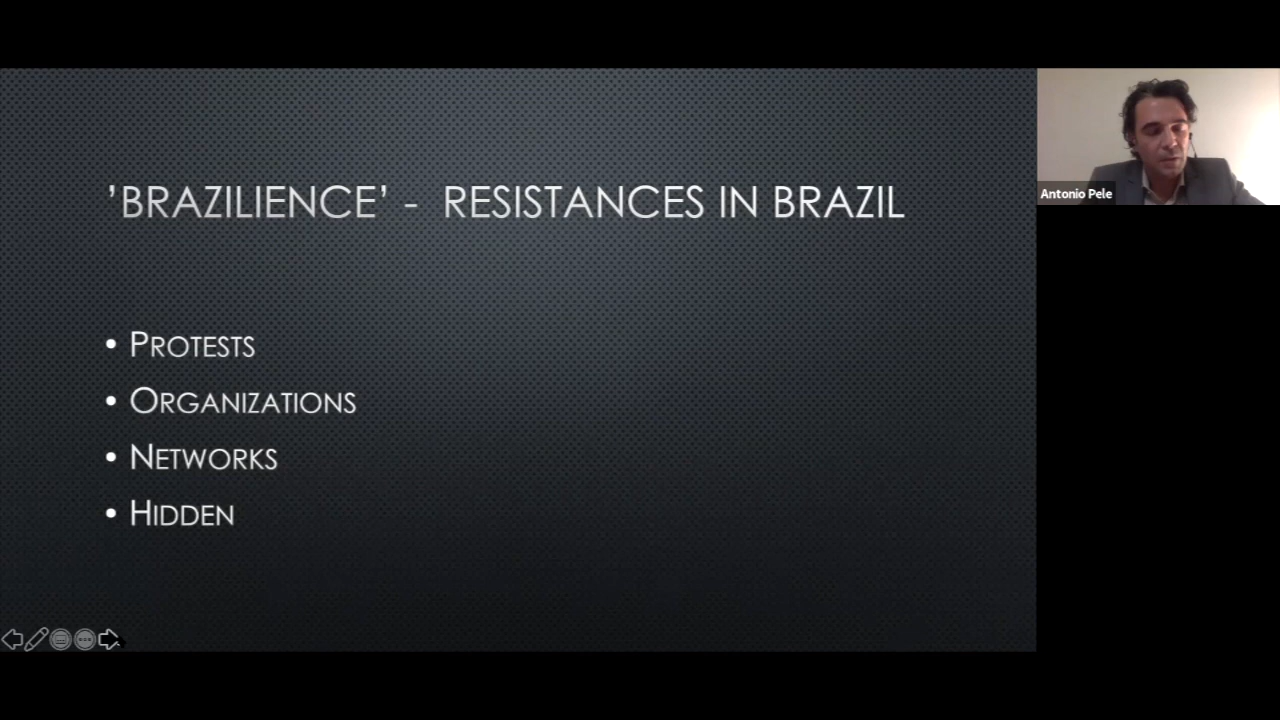 ’BRAZILIENCE’ - RESISTANCES IN BRAZIL
• PROTESTS
• ORGANIZATIONS
• NETWORKS
• HIDDEN
Antonio Pele